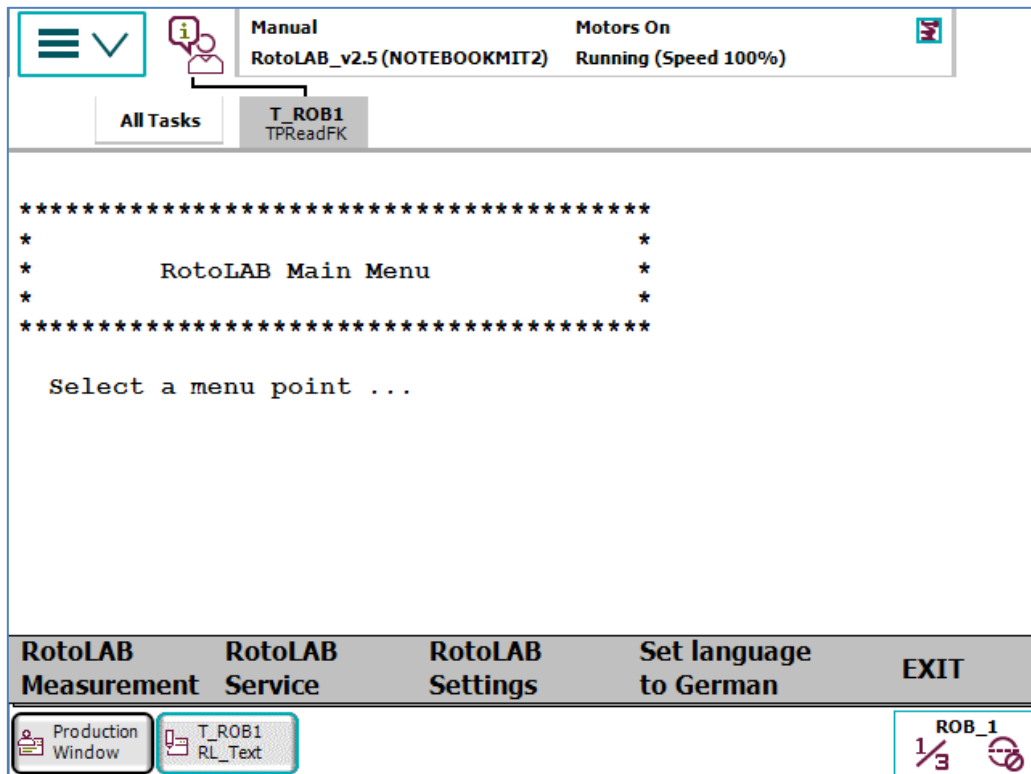 Manual Motors On
RotoLAB_v2.5 (NOTEBOOKMIT2) Running (Speed 100%)
All Tasks
T_ROB1
TPReadFK
*****************************************
* *
* RotoLAB Main Menu *
* *
*****************************************
Select a menu point ...
RotoLAB Measurement
RotoLAB Service
RotoLAB Settings
Set language to German
EXIT
Production Window
T_ROB1
RL_Text
ROB_1
1/3